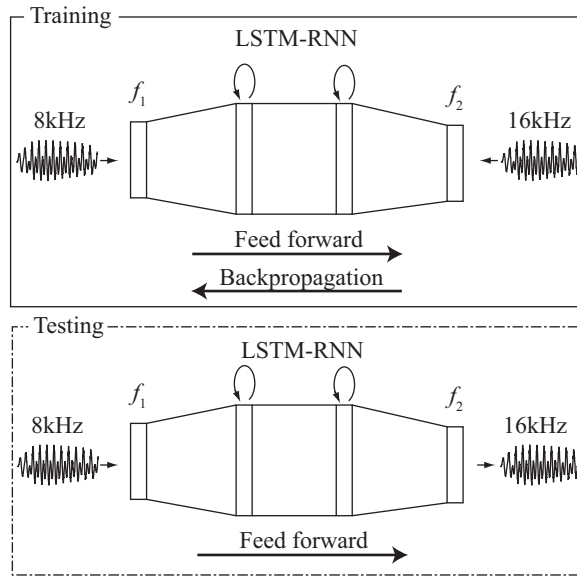 Training
LSTM-RNN
f1
f2
8kHz
16kHz
Feed forward
Backpropagation
Testing
LSTM-RNN
f1
f2
8kHz
16kHz
Feed forward